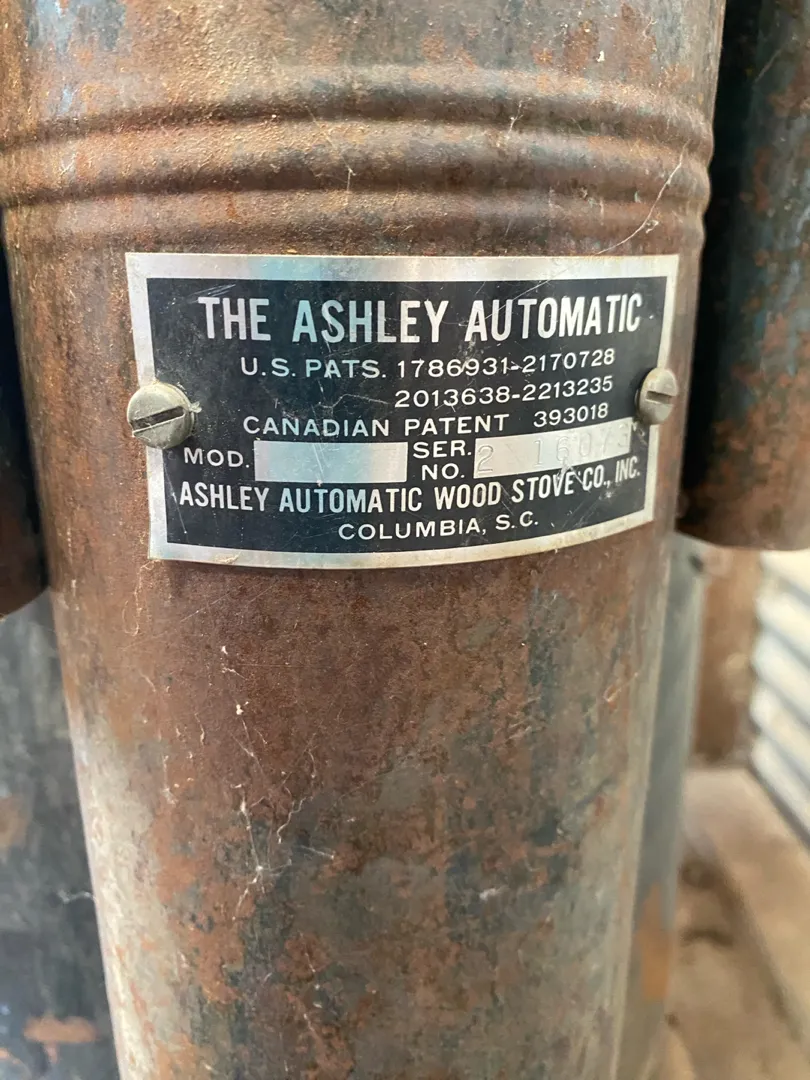 THE ASHLEY AUTOMATIC
U.S. PATS. 1786931-2170728
2013638-2213235
CANADIAN PATENT 393018
MOD. SER. NO. 2
ASHLEY AUTOMATIC WOOD STOVE CO., INC.
COLUMBIA, S.C.